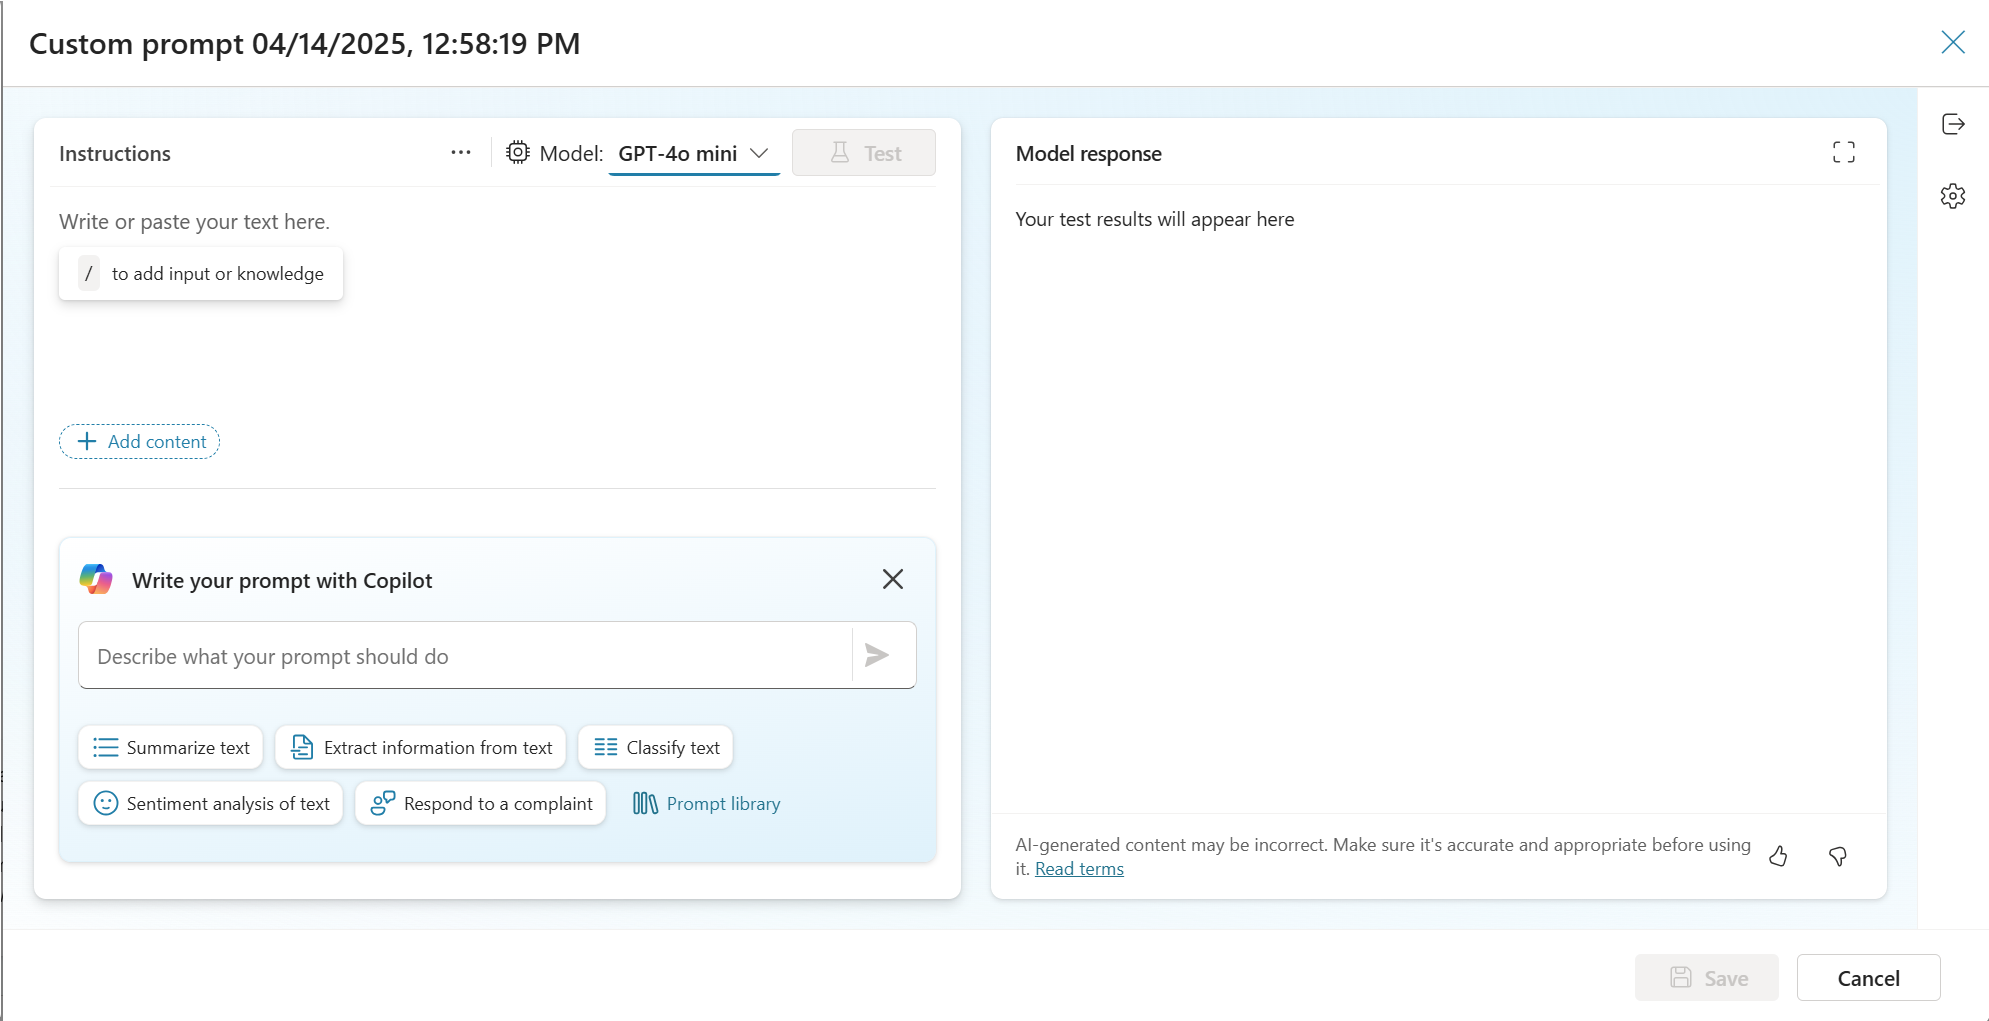 Custom prompt 04/14/2025, 12:58:19 PM
Instructions
Model: GPT-4o mini
Test
Write or paste your text here.
/ to add input or knowledge
Add content
Write your prompt with Copilot
Describe what your prompt should do
Summarize text
Extract information from text
Classify text
Sentiment analysis of text
Respond to a complaint
Prompt library
Model response
Your test results will appear here
AI-generated content may be incorrect. Make sure it's accurate and appropriate before using
it. Read terms
Save
Cancel